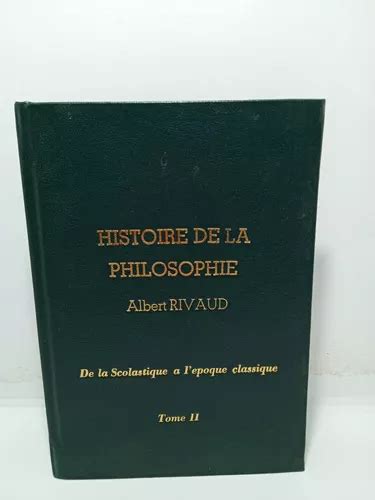 HISTOIRE DE LA
PHILOSOPHIE
Albert RIVAUD
De la Scolastique a l'epoque classique
Tome II